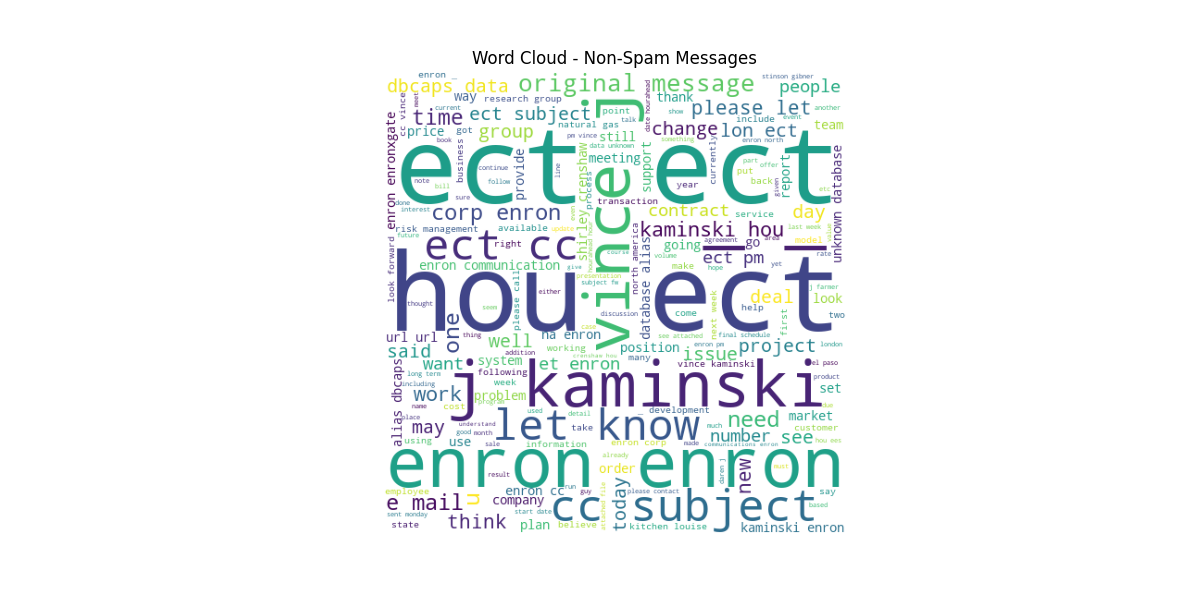 Word Cloud - Non-Spam Messages
enron _
stinson gibner
dbcaps data
original message
people
way
research group
thank
please let
another
current
meet
cc vince
time
ect subject
point
talk
date hourahead
show
include
event
price
got
group
natural gas
still
change
lon ect
team
book
pm vince
data unknown
something
enron north
enron enronxgate
ect ect
business
continue
line
provide
meeting
support
currently
part
offer
put
back
report
given
note
bill
follow
process
year
etc
unknown database
done
sure
shirley crenshaw
transaction
interest
corp enron
even
vince j
contract
service
day
risk management
available
update
kaminski hou
last week
value
future
ect cc
right
hourahead hour
north america
database alias
going
agreement
go
area
_ _
model
look forward
enron communication
give
course
ect pm
volume
yet
rate
make
hope
presentation
hou ect
please call
subject fw
either
thought
seem
discussion
come
next week
deal
help
j farmer
look
first
two
one
case
url url
thing
well
na enron
see attached
final schedule
said
addition
working
crenshaw hou
position
many
issue
enron pm
project
london
want
system
et enron
vince kaminski
el paso
long term
following
week
j kaminski
product
including
work
problem
program
set
alias dbcaps
name
cost
used
detail
_ development
due
place
may
understand
let know
take
much
need
market
good
month
customer
using
use
sale
information
enron corp
made
number
see
communications enron
hou ees
enron enron
already
daren j
must
result
order
new
employee
u
enron cc
run
guy
please contact
say
e mail
company
cc subject
attached file
today
based
sent monday
start date
state
think
plan
believe
kitchen louise
kaminski enron